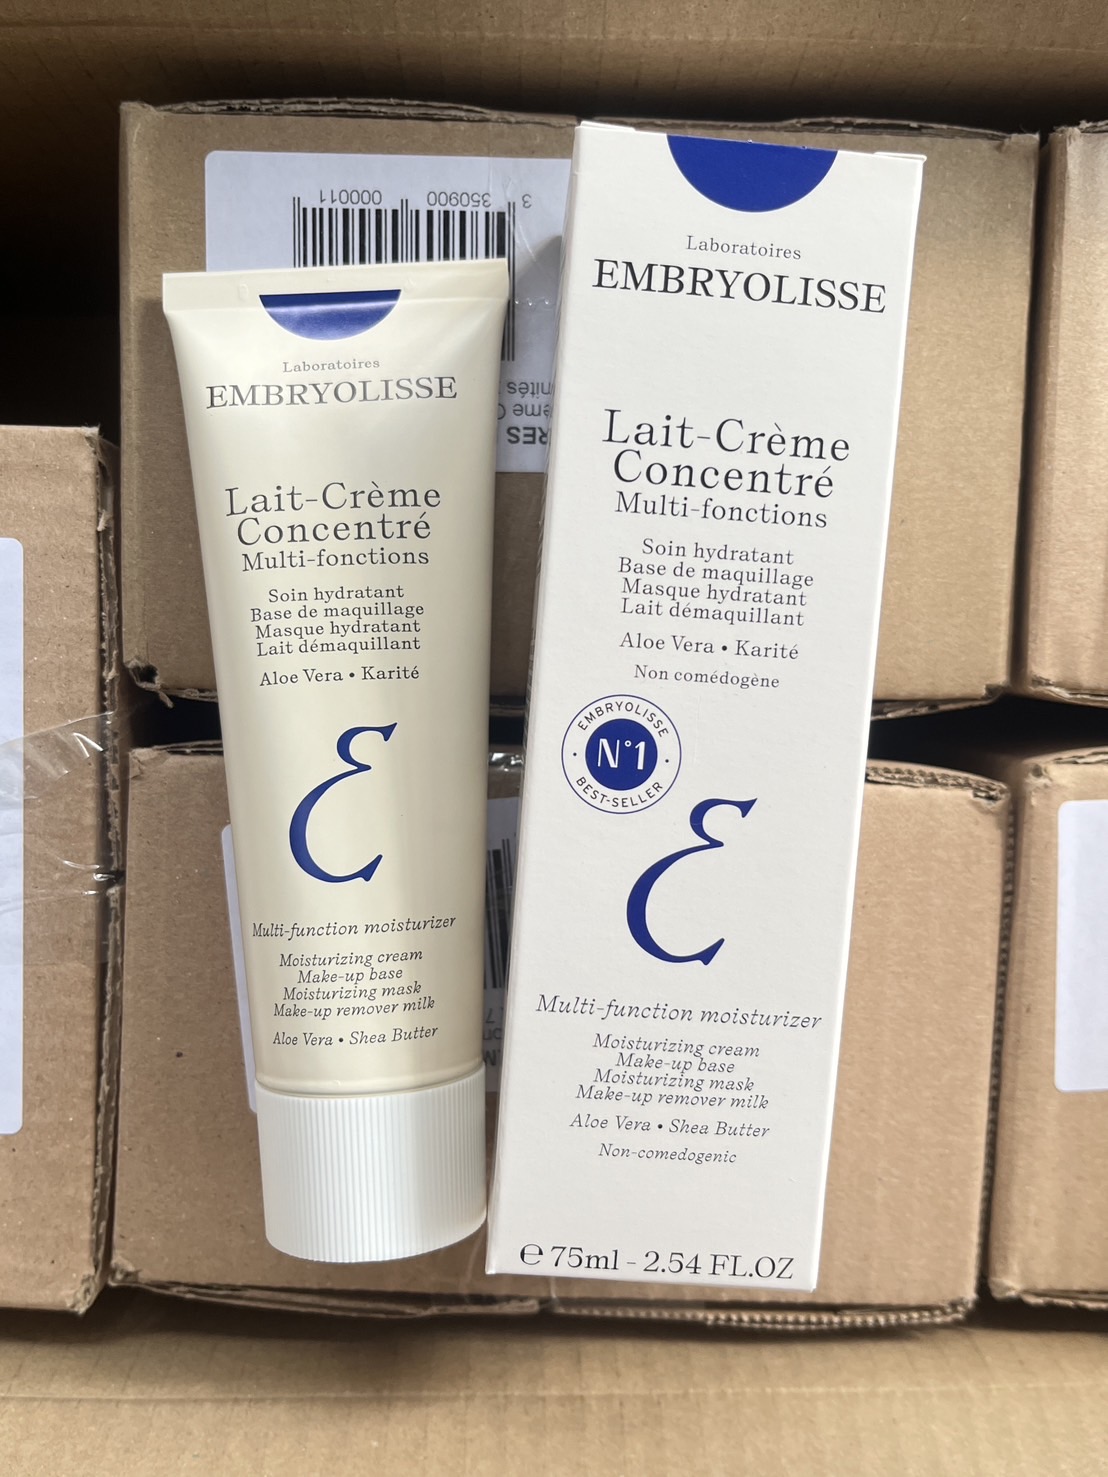 3 350900 000011
Laboratoires
EMBRYOLISSE
Lait-Crème
Concentré
Multi-fonctions
Soin hydratant
Base de maquillage
Masque hydratant
Lait démaquillant
Aloe Vera • Karité
E
Multi-function moisturizer
Moisturizing cream
Make-up base
Moisturizing mask
Make-up remover milk
Aloe Vera • Shea Butter
Laboratoires
EMBRYOLISSE
Lait-Crème
Concentré
Multi-fonctions
Soin hydratant
Base de maquillage
Masque hydratant
Lait démaquillant
Aloe Vera • Karité
Non comédogène
EMBRYOLISSE
N°1
BEST-SELLER
E
Multi-function moisturizer
Moisturizing cream
Make-up base
Moisturizing mask
Make-up remover milk
Aloe Vera • Shea Butter
Non-comedogenic
℮ 75ml - 2.54 FL.OZ